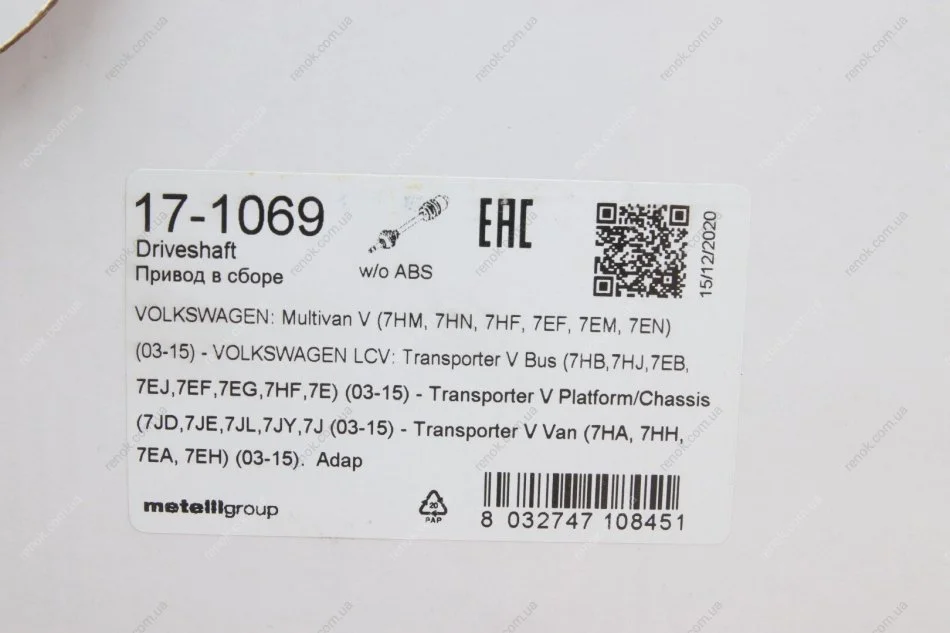 17-1069
Driveshaft
Привод в сборе
w/o ABS
EAC
15/12/2020
VOLKSWAGEN: Multivan V (7HM, 7HN, 7HF, 7EF, 7EM, 7EN)
(03-15) - VOLKSWAGEN LCV: Transporter V Bus (7HB,7HJ,7EB,
7EJ,7EF,7EG,7HF,7E) (03-15) - Transporter V Platform/Chassis
(7JD,7JE,7JL,7JY,7J (03-15) - Transporter V Van (7HA, 7HH,
7EA, 7EH) (03-15). Adap
metelligroup
20
PAP
8 032747 108451
renok.com.ua